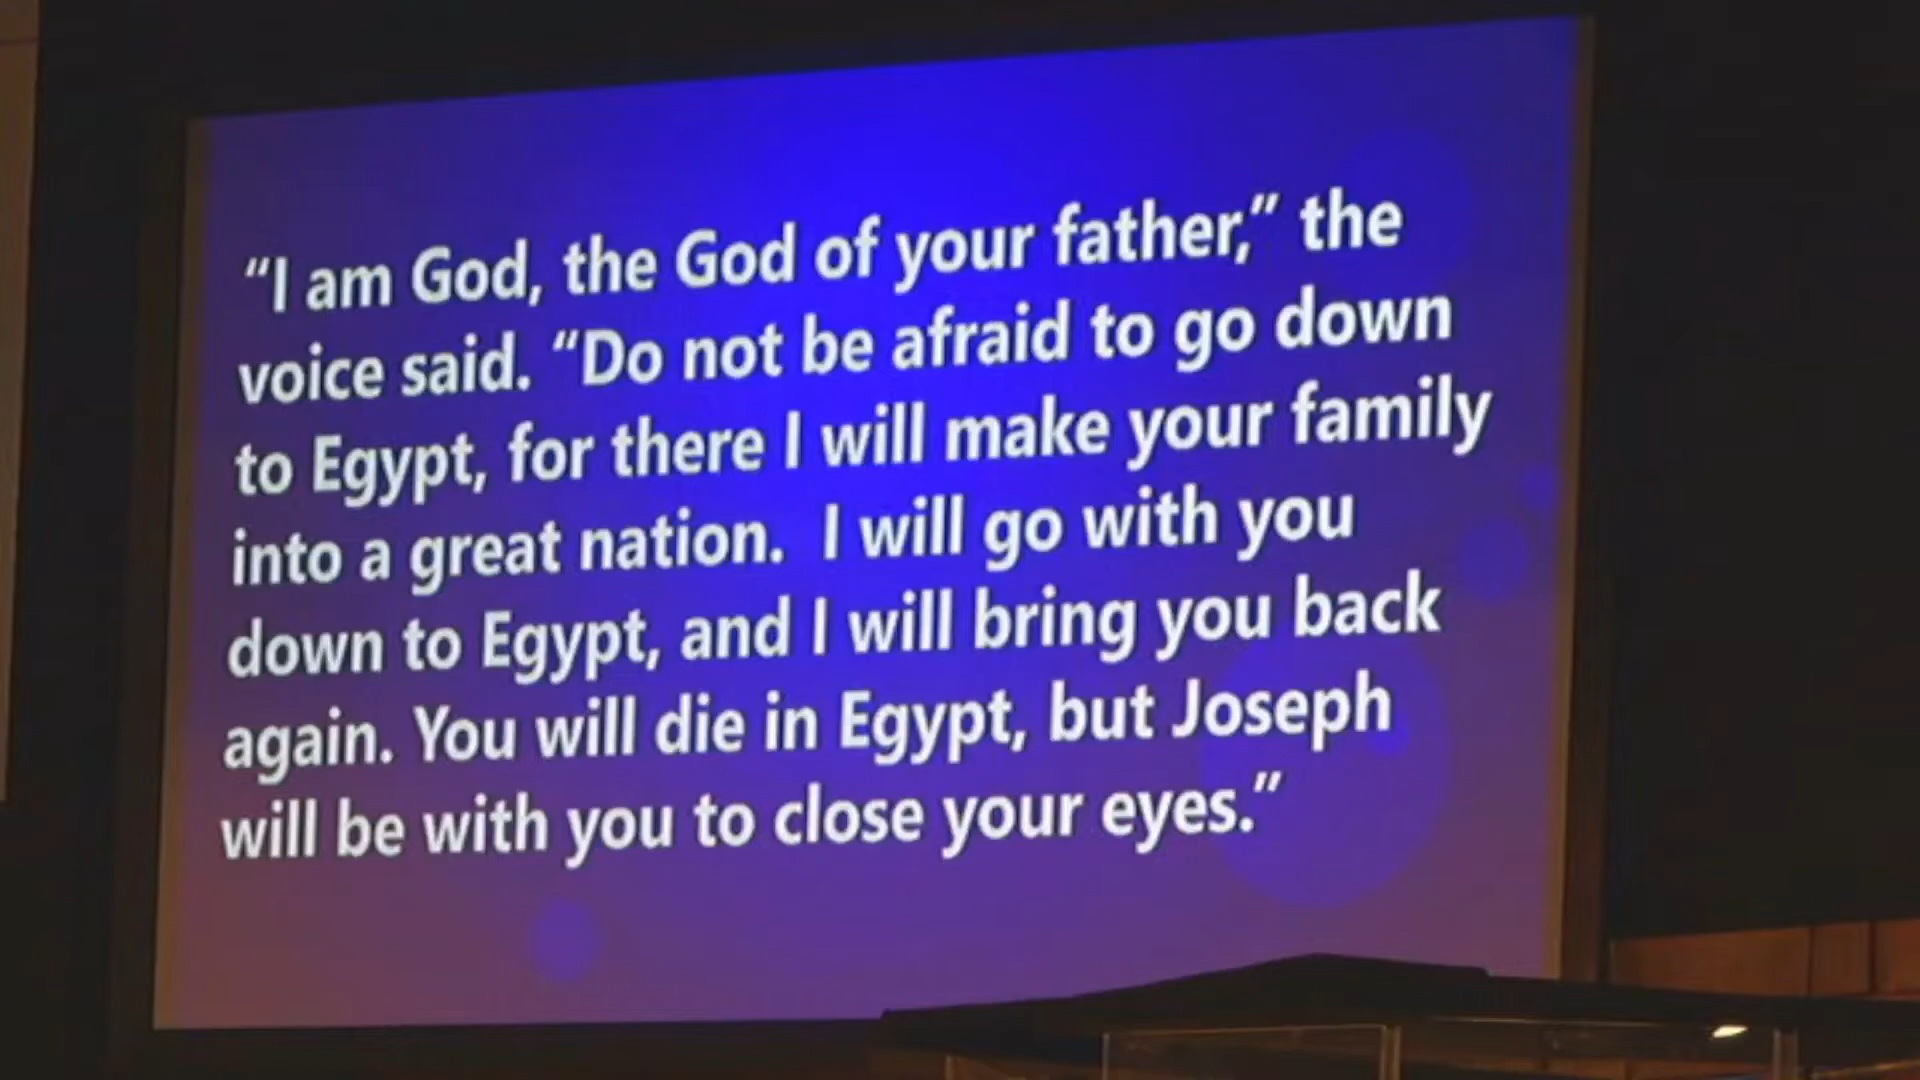 “I am God, the God of your father,” the
voice said. “Do not be afraid to go down
to Egypt, for there I will make your family
into a great nation.  I will go with you
down to Egypt, and I will bring you back
again. You will die in Egypt, but Joseph
will be with you to close your eyes.”